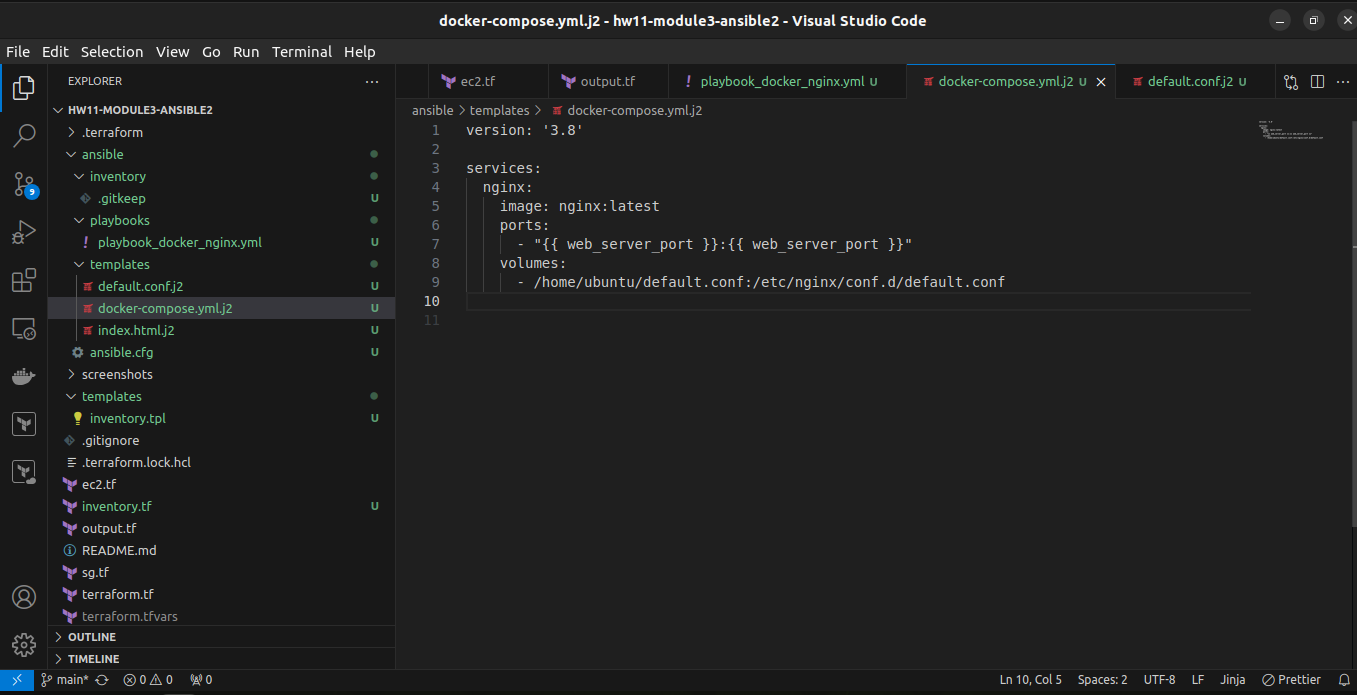 docker-compose.yml.j2 - hw11-module3-ansible2 - Visual Studio Code
File Edit Selection View Go Run Terminal Help
EXPLORER
HW11-MODULE3-ANSIBLE2
.terraform
ansible
inventory
.gitkeep U
playbooks
playbook_docker_nginx.yml U
templates
default.conf.j2 U
docker-compose.yml.j2 U
index.html.j2 U
ansible.cfg U
screenshots
templates
inventory.tpl U
.gitignore
.terraform.lock.hcl
ec2.tf
inventory.tf U
output.tf
README.md
sg.tf
terraform.tf
terraform.tfvars
OUTLINE
TIMELINE
9
ec2.tf output.tf ! playbook_docker_nginx.yml U docker-compose.yml.j2 U default.conf.j2 U
ansible > templates > docker-compose.yml.j2
1 version: '3.8'
2
3 services:
4 nginx:
5 image: nginx:latest
6 ports:
7 - "{{ web_server_port }}:{{ web_server_port }}"
8 volumes:
9 - /home/ubuntu/default.conf:/etc/nginx/conf.d/default.conf
10
11
main* 0 0 0 Ln 10, Col 5 Spaces: 2 UTF-8 LF Jinja Prettier